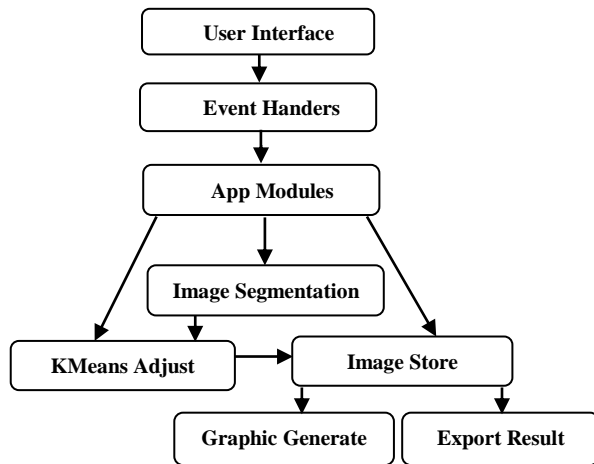 User Interface
Event Handers
App Modules
Image Segmentation
KMeans Adjust
Image Store
Graphic Generate
Export Result